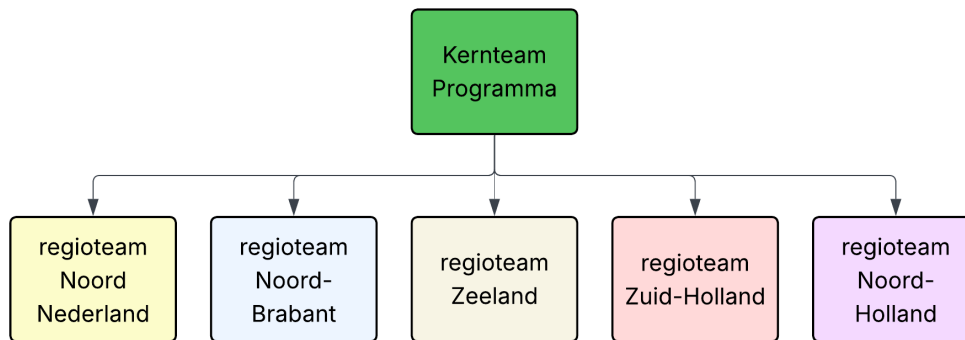 Kernteam
Programma
regioteam
Noord
Nederland
regioteam
Noord-
Brabant
regioteam
Zeeland
regioteam
Zuid-Holland
regioteam
Noord-
Holland